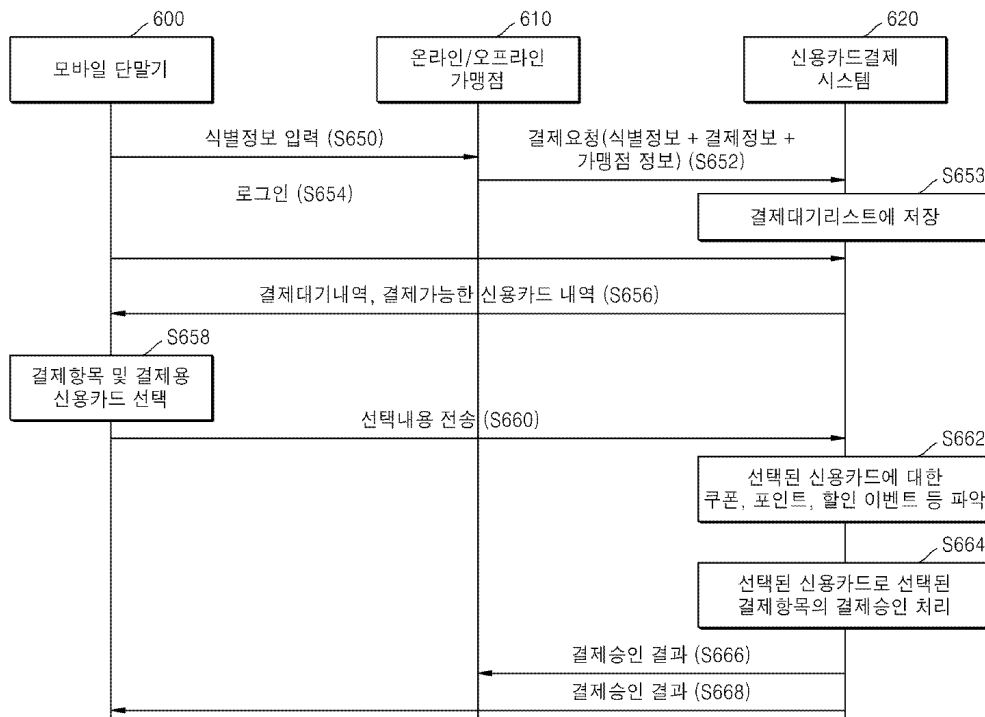 600
610
620
모바일 단말기
온라인/오프라인
가맹점
신용카드결제
시스템
식별정보 입력 (S650)
결제요청(식별정보 + 결제정보 +
가맹점 정보) (S652)
로그인 (S654)
S653
결제대기리스트에 저장
결제대기내역, 결제가능한 신용카드 내역 (S656)
S658
결제항목 및 결제용
신용카드 선택
선택내용 전송 (S660)
S662
선택된 신용카드에 대한
쿠폰, 포인트, 할인 이벤트 등 파악
S664
선택된 신용카드로 선택된
결제항목의 결제승인 처리
결제승인 결과 (S666)
결제승인 결과 (S668)